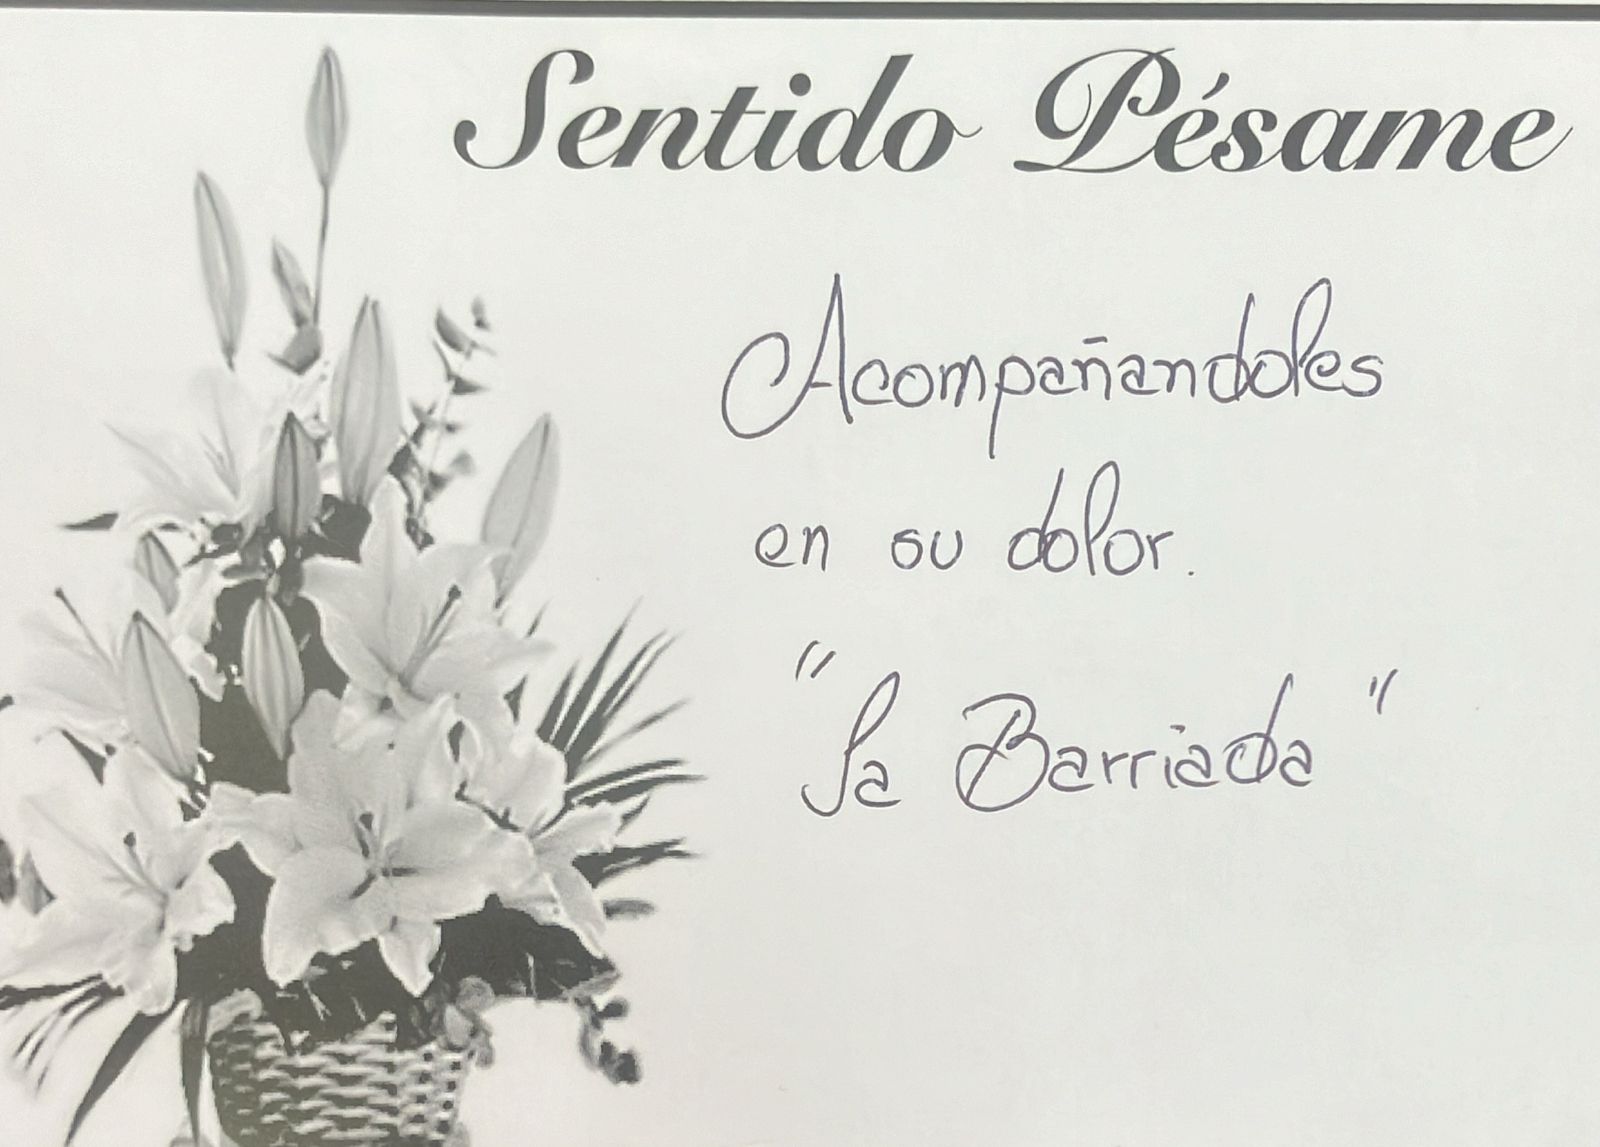 Sentido Pésame
Acompañandoles
en su dolor.
"La Barriada"